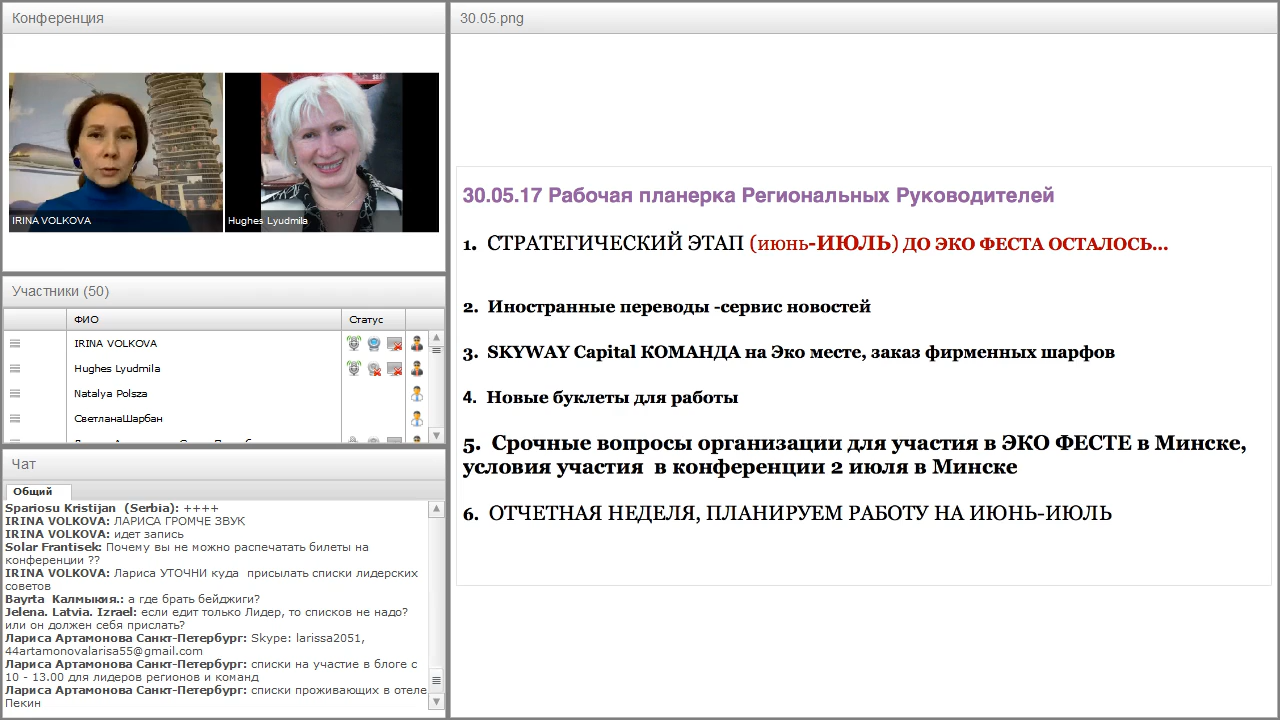 Конференция
IRINA VOLKOVA
Hughes Lyudmila
Участники (50)
ФИО
Статус
IRINA VOLKOVA
Hughes Lyudmila
Natalya Polsza
СветланаШарбан
Чат
Общий
Spariosu Kristijan (Serbia): ++++
IRINA VOLKOVA: ЛАРИСА ГРОМЧЕ ЗВУК
IRINA VOLKOVA: идет запись
Solar Frantisek: Почему вы не можно распечатать билеты на
конференции ??
IRINA VOLKOVA: Лариса УТОЧНИ куда присылать списки лидерских
советов
Bayrta Калмыкия.: а где брать бейджиги?
Jelena. Latvia. Izrael: если едит только Лидер, то списков не надо?
или он должен себя прислать?
Лариса Артамонова Санкт-Петербург: Skype: larissa2051,
44artamonovalarisa55@gmail.com
Лариса Артамонова Санкт-Петербург: списки на участие в блоге с
10 - 13.00 для лидеров регионов и команд
Лариса Артамонова Санкт-Петербург: списки проживающих в отеле
Пекин
30.05.png
30.05.17 Рабочая планерка Региональных Руководителей
1. СТРАТЕГИЧЕСКИЙ ЭТАП (июнь-ИЮЛЬ) ДО ЭКО ФЕСТА ОСТАЛОСЬ...
2. Иностранные переводы -сервис новостей
3. SKYWAY Capital КОМАНДА на Эко месте, заказ фирменных шарфов
4. Новые буклеты для работы
5. Срочные вопросы организации для участия в ЭКО ФЕСТЕ в Минске,
условия участия в конференции 2 июля в Минске
6. ОТЧЕТНАЯ НЕДЕЛЯ, ПЛАНИРУЕМ РАБОТУ НА ИЮНЬ-ИЮЛЬ